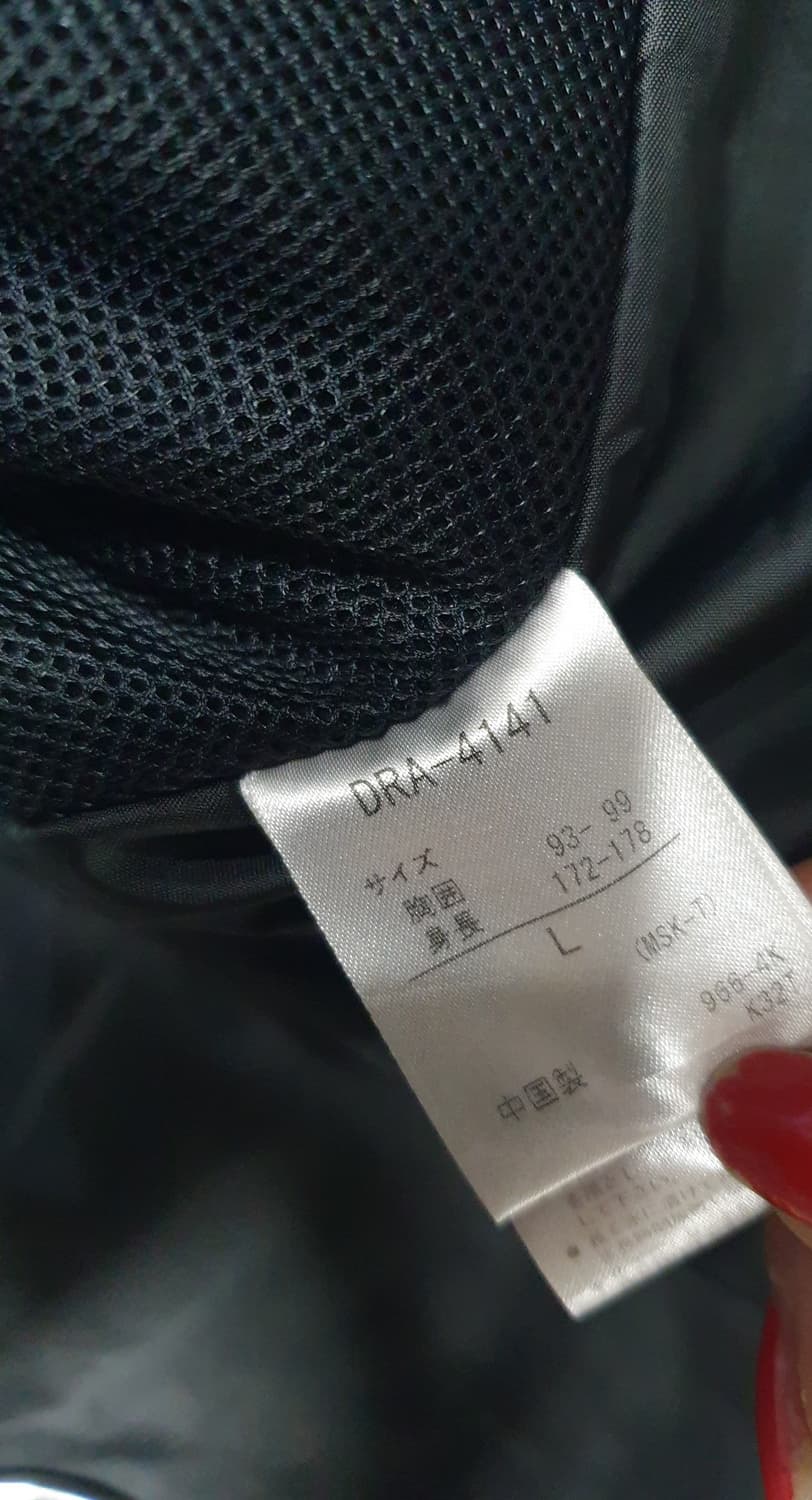 DRA-4141
サイズ
胸囲 93- 99
身長 172-178
L (MSK-T)
966-4K
K32T
中国製